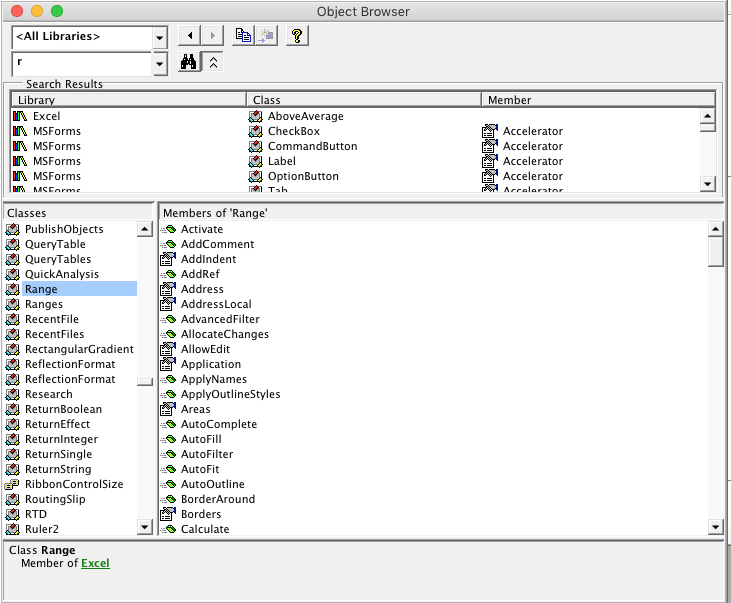 Object Browser
<All Libraries>
r
Search Results
Library Class Member
Excel AboveAverage
MSForms CheckBox Accelerator
MSForms CommandButton Accelerator
MSForms Label Accelerator
MSForms OptionButton Accelerator
MSForms Tab Accelerator
Classes
PublishObjects
QueryTable
QueryTables
QuickAnalysis
Range
Ranges
RecentFile
RecentFiles
RectangularGradient
ReflectionFormat
ReflectionFormat
Research
ReturnBoolean
ReturnEffect
ReturnInteger
ReturnSingle
ReturnString
RibbonControlSize
RoutingSlip
RTD
Ruler2
Members of 'Range'
Activate
AddComment
AddIndent
AddRef
Address
AddressLocal
AdvancedFilter
AllocateChanges
AllowEdit
Application
ApplyNames
ApplyOutlineStyles
Areas
AutoComplete
AutoFill
AutoFilter
AutoFit
AutoOutline
BorderAround
Borders
Calculate
Class Range
Member of Excel